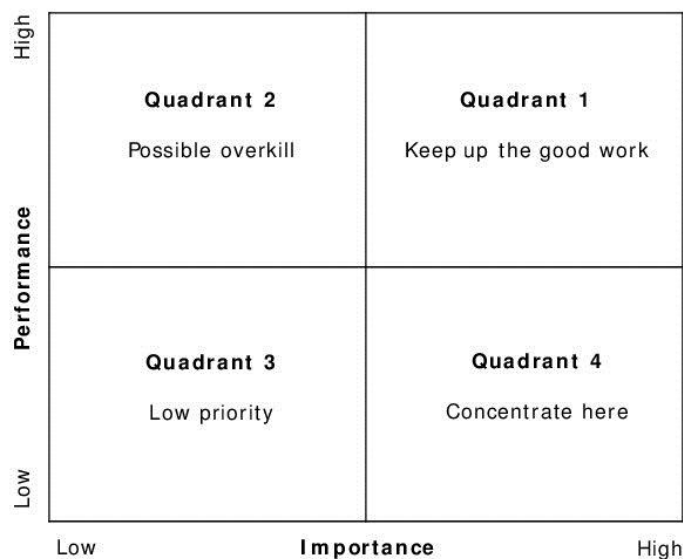 High
Quadrant 2
Possible overkill
Quadrant 1
Keep up the good work
Performance
Quadrant 3
Low priority
Quadrant 4
Concentrate here
Low
Low
Importance
High